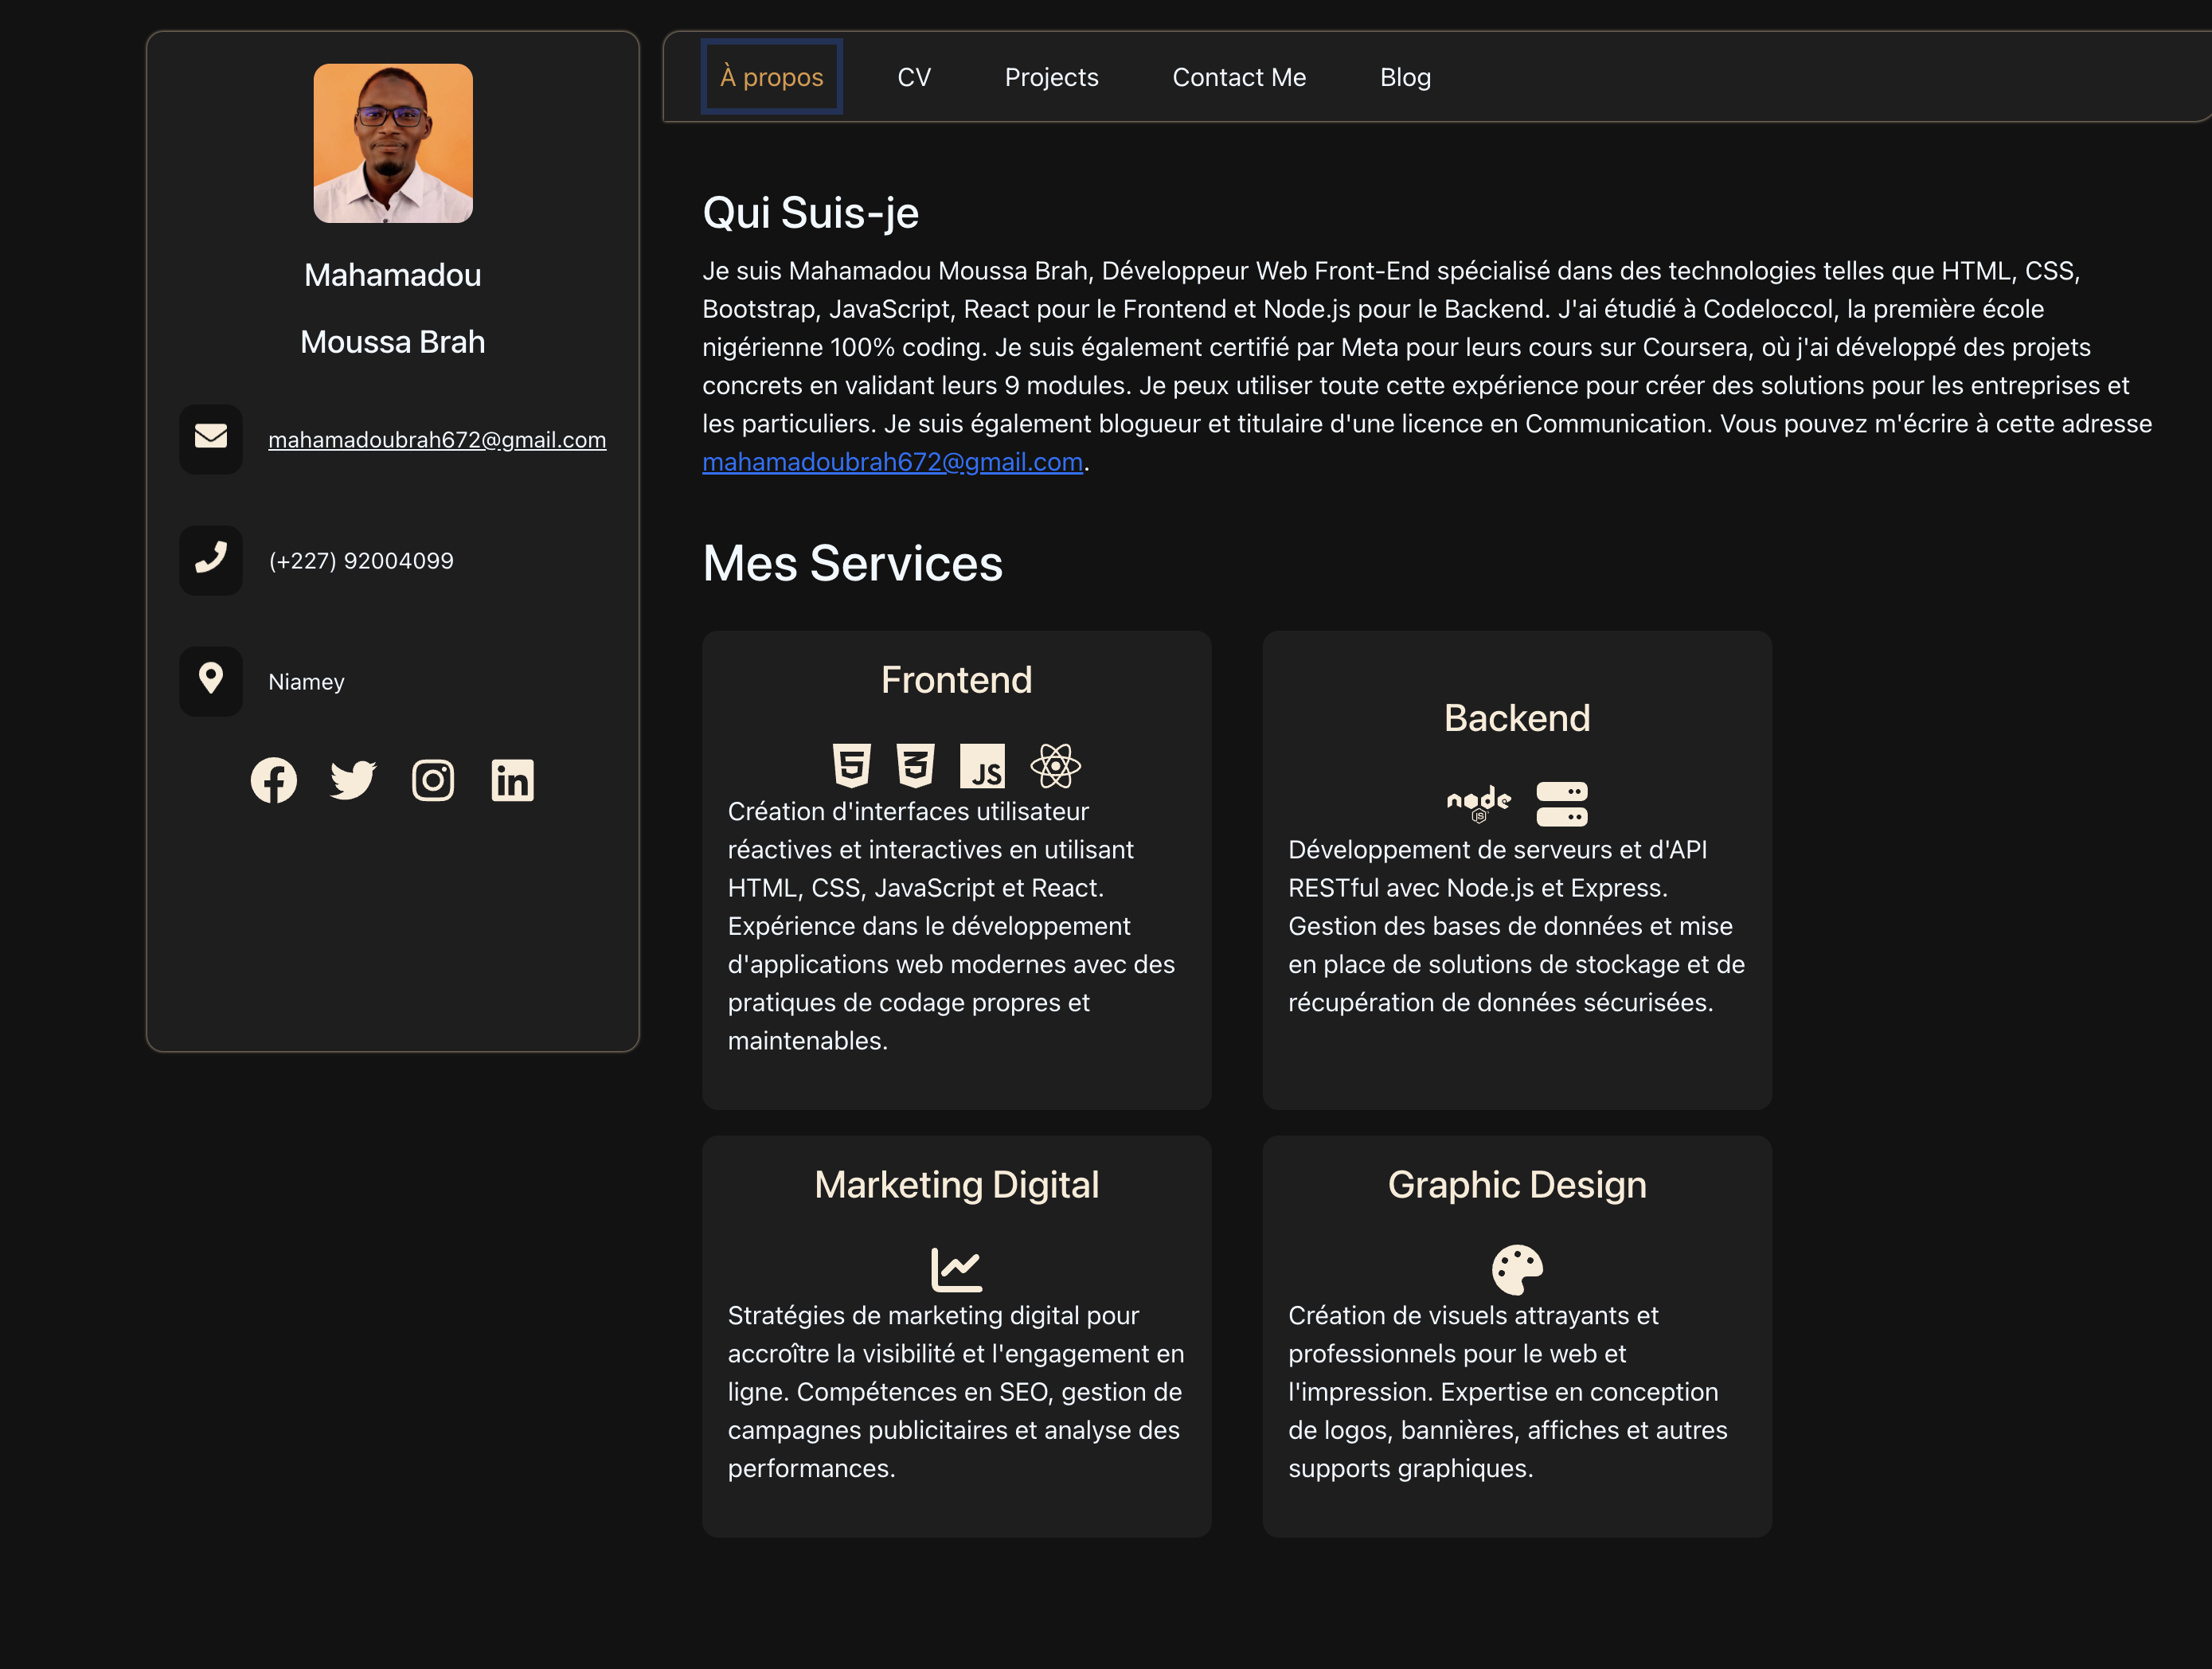 Mahamadou
Moussa Brah
mahamadoubrah672@gmail.com
(+227) 92004099
Niamey
À propos CV Projects Contact Me Blog
Qui Suis-je
Je suis Mahamadou Moussa Brah, Développeur Web Front-End spécialisé dans des technologies telles que HTML, CSS,
Bootstrap, JavaScript, React pour le Frontend et Node.js pour le Backend. J'ai étudié à Codeloccol, la première école
nigérienne 100% coding. Je suis également certifié par Meta pour leurs cours sur Coursera, où j'ai développé des projets
concrets en validant leurs 9 modules. Je peux utiliser toute cette expérience pour créer des solutions pour les entreprises et
les particuliers. Je suis également blogueur et titulaire d'une licence en Communication. Vous pouvez m'écrire à cette adresse
mahamadoubrah672@gmail.com.
Mes Services
Frontend
JS
Création d'interfaces utilisateur
réactives et interactives en utilisant
HTML, CSS, JavaScript et React.
Expérience dans le développement
d'applications web modernes avec des
pratiques de codage propres et
maintenables.
Backend
node
JS
Développement de serveurs et d'API
RESTful avec Node.js et Express.
Gestion des bases de données et mise
en place de solutions de stockage et de
récupération de données sécurisées.
Marketing Digital
Stratégies de marketing digital pour
accroître la visibilité et l'engagement en
ligne. Compétences en SEO, gestion de
campagnes publicitaires et analyse des
performances.
Graphic Design
Création de visuels attrayants et
professionnels pour le web et
l'impression. Expertise en conception
de logos, bannières, affiches et autres
supports graphiques.